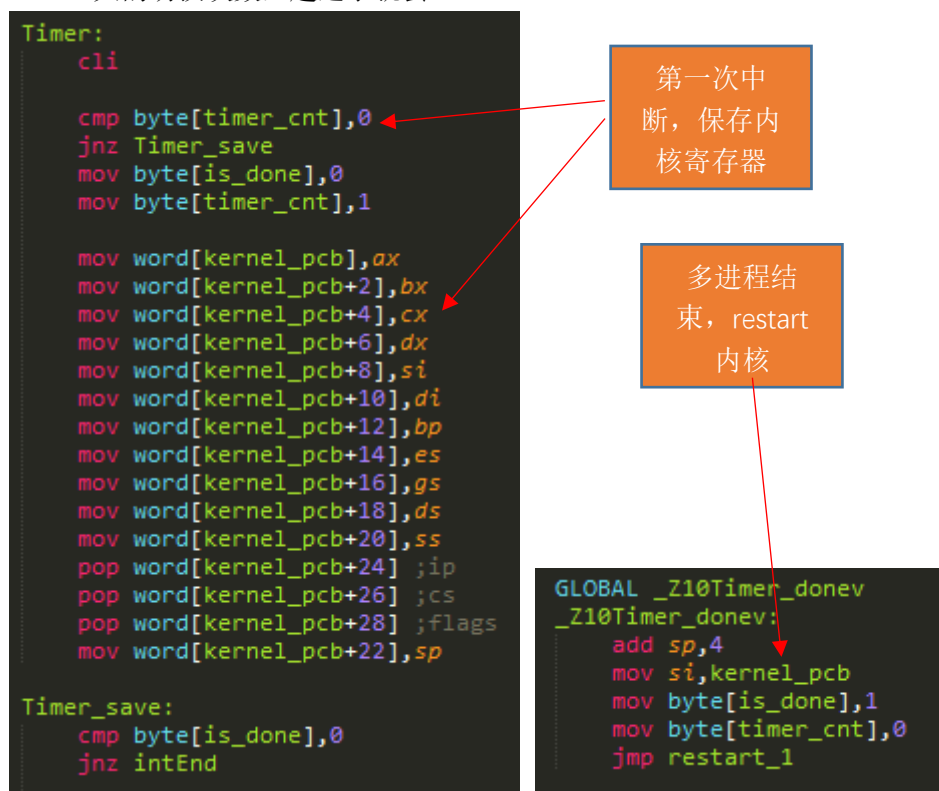 Timer:
cli
cmp byte[timer_cnt],0
jnz Timer_save
mov byte[is_done],0
mov byte[timer_cnt],1
mov word[kernel_pcb],ax
mov word[kernel_pcb+2],bx
mov word[kernel_pcb+4],cx
mov word[kernel_pcb+6],dx
mov word[kernel_pcb+8],si
mov word[kernel_pcb+10],di
mov word[kernel_pcb+12],bp
mov word[kernel_pcb+14],es
mov word[kernel_pcb+16],gs
mov word[kernel_pcb+18],ds
mov word[kernel_pcb+20],ss
pop word[kernel_pcb+24] ;ip
pop word[kernel_pcb+26] ;cs
pop word[kernel_pcb+28] ;flags
mov word[kernel_pcb+22],sp
Timer_save:
cmp byte[is_done],0
jnz intEnd
第一次中
断，保存内
核寄存器
多进程结
束，restart
内核
GLOBAL _Z10Timer_donev
_Z10Timer_donev:
add sp,4
mov si,kernel_pcb
mov byte[is_done],1
mov byte[timer_cnt],0
jmp restart_1